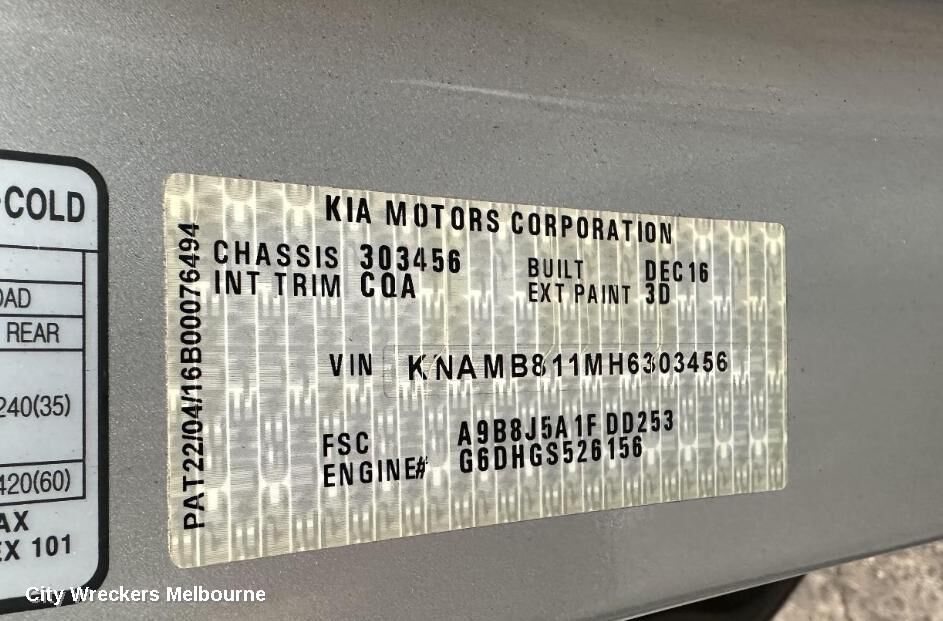 -COLD
OAD
REAR
240(35)
420(60)
AX
EX 101
PAT22/04/16B00076494
KIA MOTORS CORPORATION
CHASSIS 303456 BUILT DEC16
INT TRIM CQA EXT PAINT 3D
VIN KNAMB811MH6303456
FSC A9B8J5A1F DD253
ENGINE# G6DHGS526156
City Wreckers Melbourne